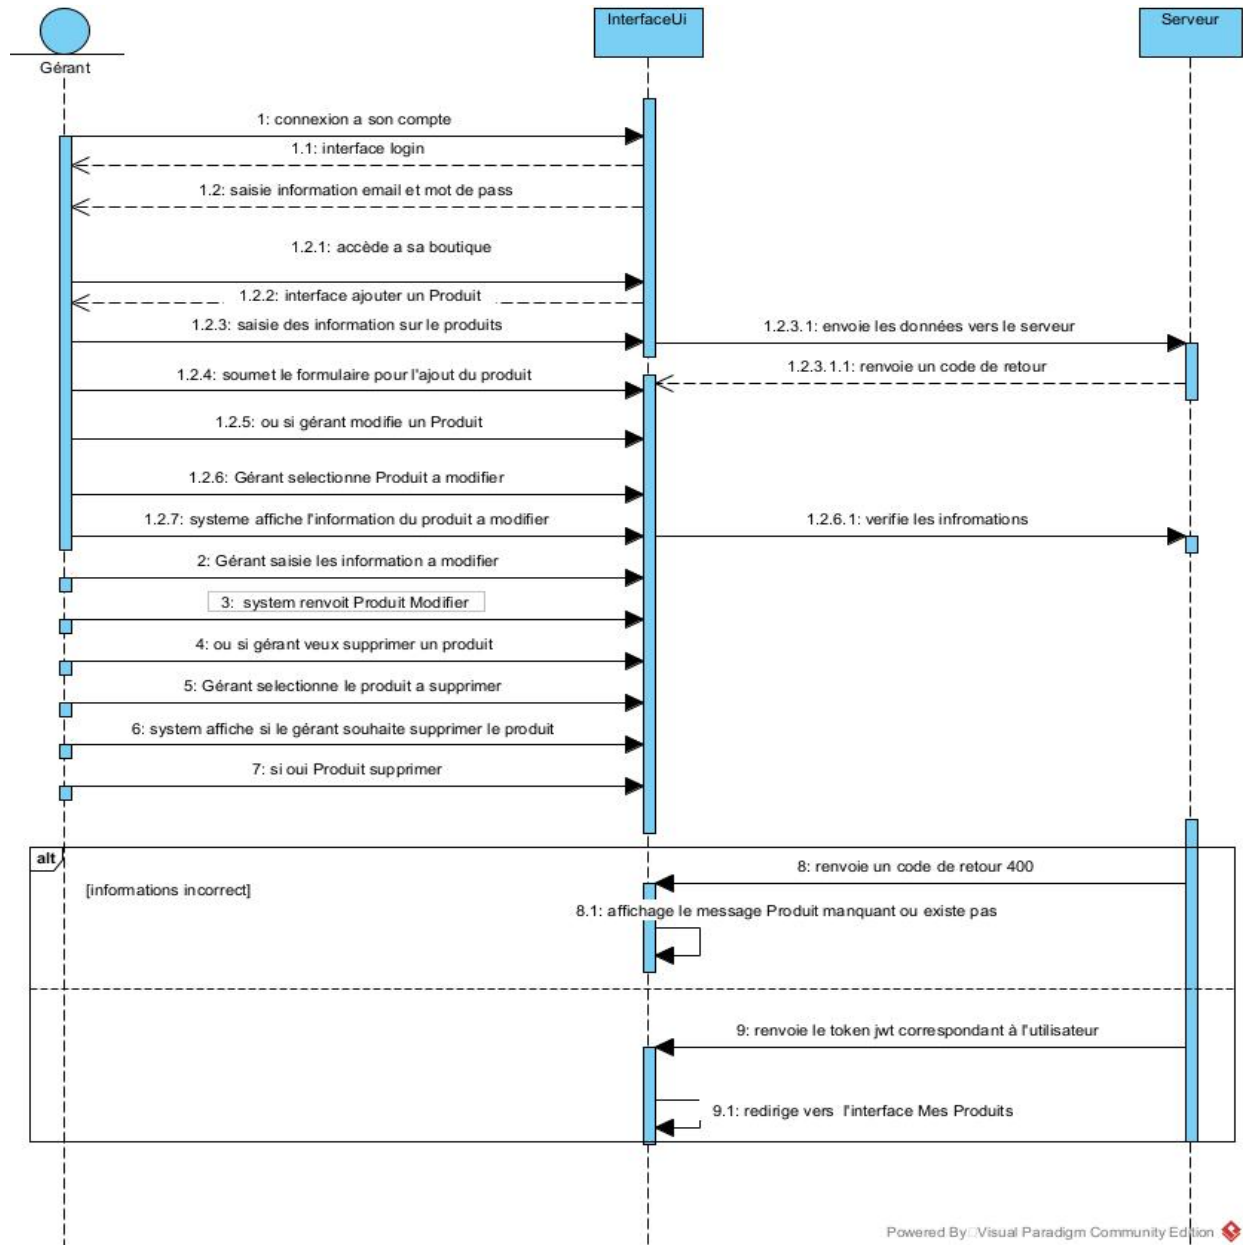 InterfaceUi
Serveur
Gérant
1: connexion a son compte
1.1: interface login
1.2: saisie information email et mot de pass
1.2.1: accède a sa boutique
1.2.2: interface ajouter un Produit
1.2.3: saisie des information sur le produits
1.2.3.1: envoie les données vers le serveur
1.2.3.1.1: renvoie un code de retour
1.2.4: soumet le formulaire pour l'ajout du produit
1.2.5: ou si gérant modifie un Produit
1.2.6: Gérant selectionne Produit a modifier
1.2.7: systeme affiche l'information du produit a modifier
1.2.6.1: verifie les infromations
2: Gérant saisie les information a modifier
3: system renvoit Produit Modifier
4: ou si gérant veux supprimer un produit
5: Gérant selectionne le produit a supprimer
6: system affiche si le gérant souhaite supprimer le produit
7: si oui Produit supprimer
alt
8: renvoie un code de retour 400
[informations incorrect]
8.1: affichage le message Produit manquant ou existe pas
9: renvoie le token jwt correspondant à l'utilisateur
9.1: redirige vers l'interface Mes Produits
Powered By Visual Paradigm Community Edition